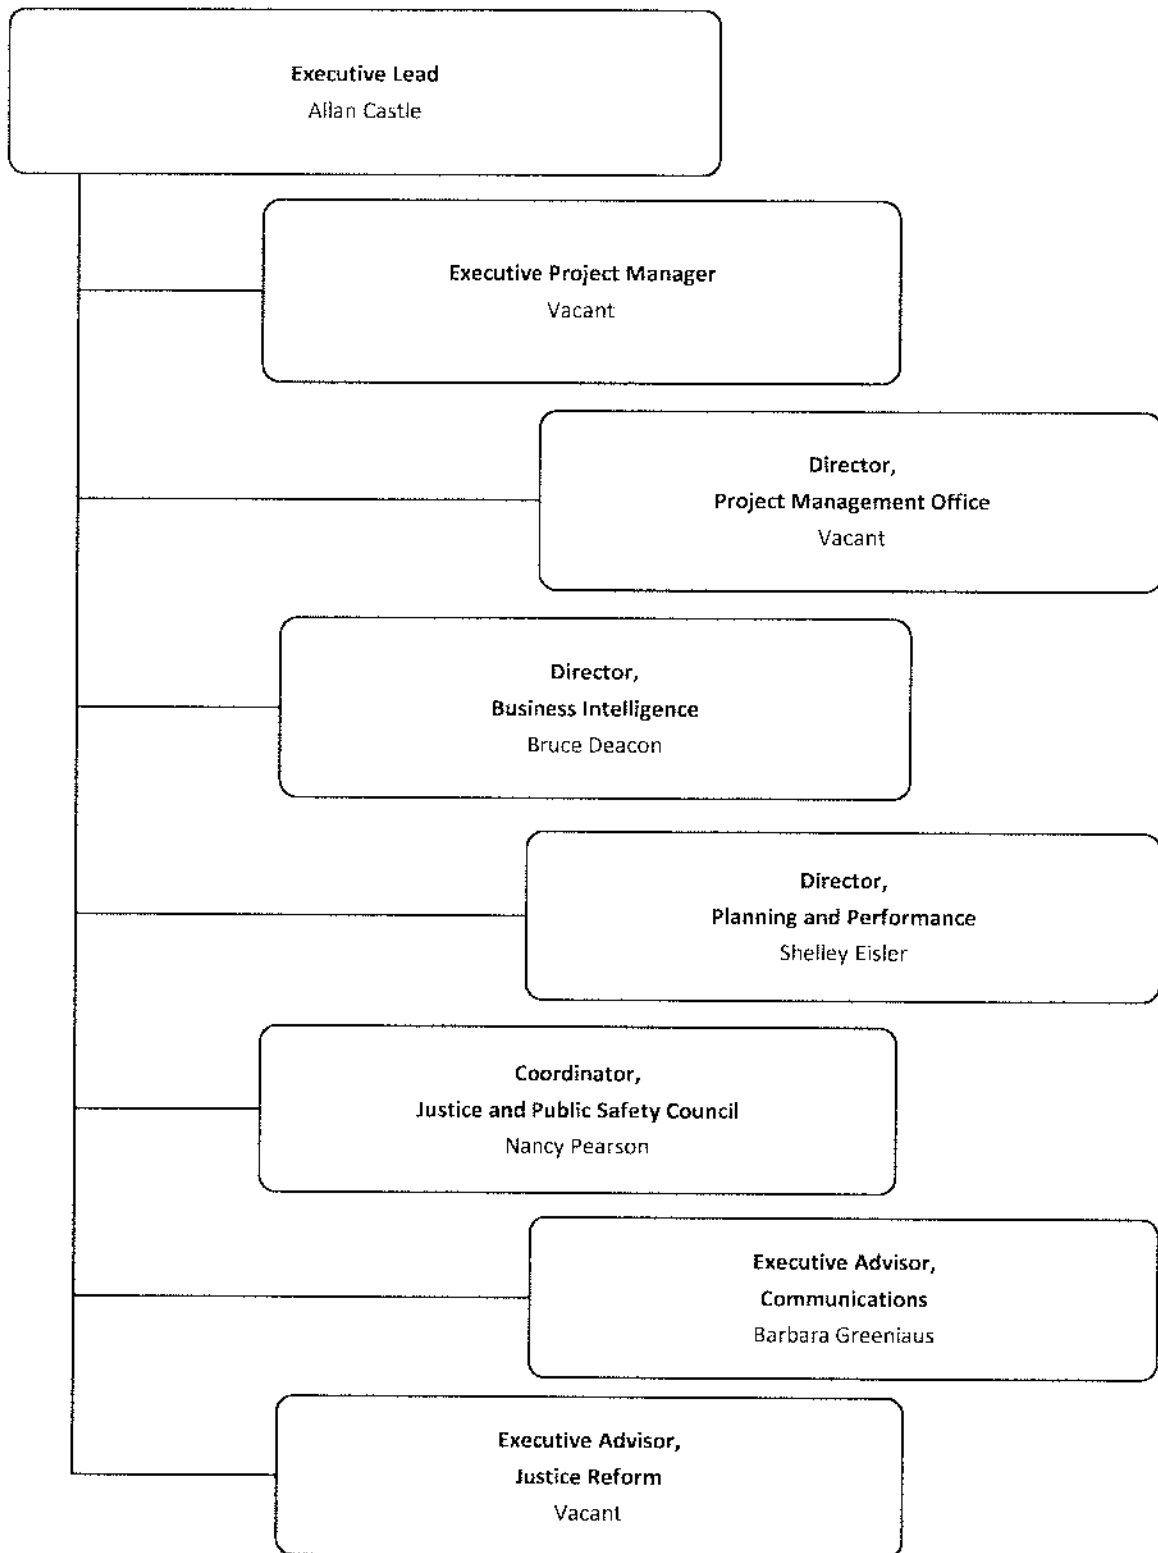 Executive Lead
Allan Castle
Executive Project Manager
Vacant
Director,
Project Management Office
Vacant
Director,
Business Intelligence
Bruce Deacon
Director,
Planning and Performance
Shelley Eisler
Coordinator,
Justice and Public Safety Council
Nancy Pearson
Executive Advisor,
Communications
Barbara Greeniaus
Executive Advisor,
Justice Reform
Vacant